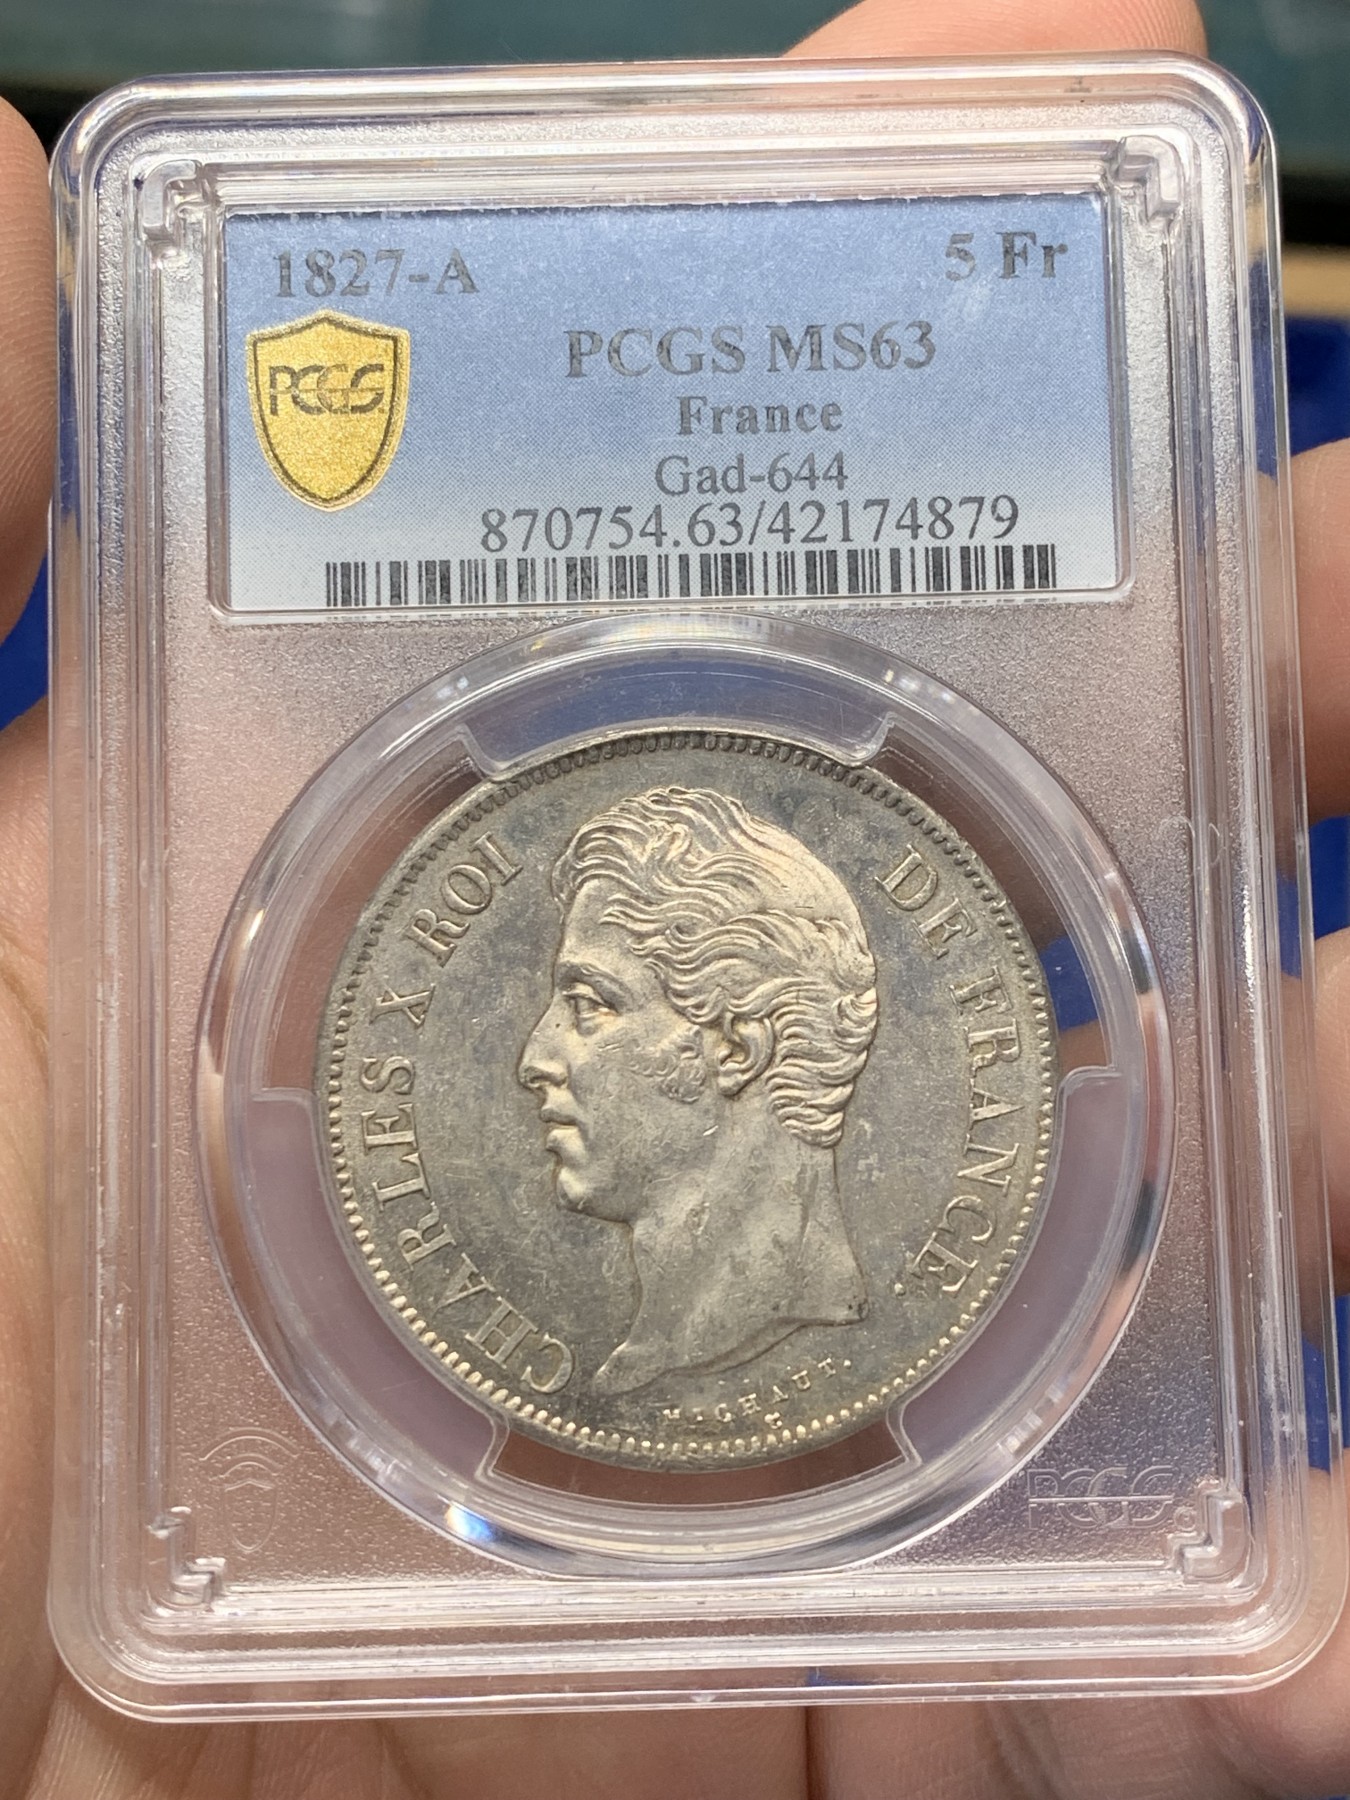 1827-A 5 Fr
PCGS
PCGS MS63
France
Gad-644
870754.63/42174879
CHARLES X ROI DE FRANCE.
MICHAUT.
PCGS